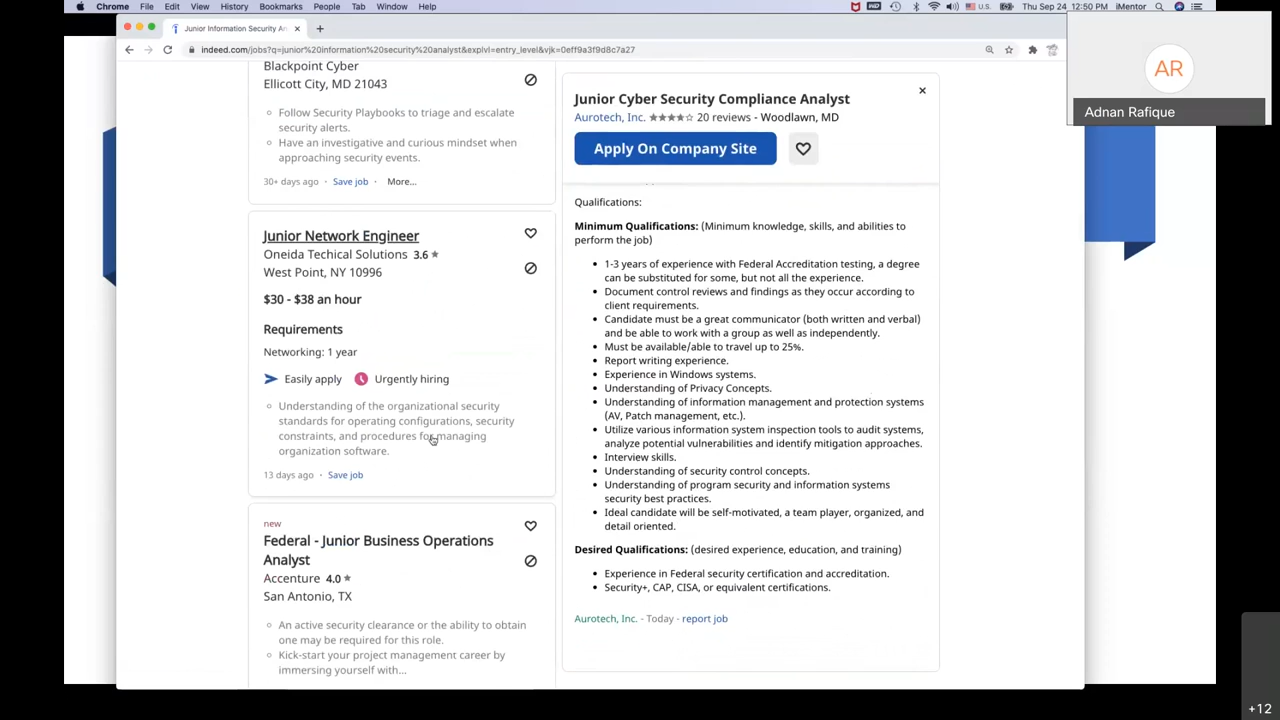 Chrome File Edit View History Bookmarks People Tab Window Help
U.S.
Thu Sep 24 12:50 PM iMentor
Junior Information Security An
indeed.com/jobs?q=junior%20information%20security%20analyst&explvl=entry_level&vjk=0eff9a3f9d8c7a27
AR
Adnan Rafique
Blackpoint Cyber
Ellicott City, MD 21043
Follow Security Playbooks to triage and escalate
security alerts.
Have an investigative and curious mindset when
approaching security events.
30+ days ago · Save job · More...
Junior Network Engineer
Oneida Techical Solutions 3.6 ★
West Point, NY 10996
$30 - $38 an hour
Requirements
Networking: 1 year
Easily apply Urgently hiring
Understanding of the organizational security
standards for operating configurations, security
constraints, and procedures for managing
organization software.
13 days ago · Save job
new
Federal - Junior Business Operations
Analyst
Accenture 4.0 ★
San Antonio, TX
An active security clearance or the ability to obtain
one may be required for this role.
Kick-start your project management career by
immersing yourself with...
Junior Cyber Security Compliance Analyst
Aurotech, Inc. 20 reviews - Woodlawn, MD
Apply On Company Site
Qualifications:
Minimum Qualifications: (Minimum knowledge, skills, and abilities to
perform the job)
1-3 years of experience with Federal Accreditation testing, a degree
can be substituted for some, but not all the experience.
Document control reviews and findings as they occur according to
client requirements.
Candidate must be a great communicator (both written and verbal)
and be able to work with a group as well as independently.
Must be available/able to travel up to 25%.
Report writing experience.
Experience in Windows systems.
Understanding of Privacy Concepts.
Understanding of information management and protection systems
(AV, Patch management, etc.).
Utilize various information system inspection tools to audit systems,
analyze potential vulnerabilities and identify mitigation approaches.
Interview skills.
Understanding of security control concepts.
Understanding of program security and information systems
security best practices.
Ideal candidate will be self-motivated, a team player, organized, and
detail oriented.
Desired Qualifications: (desired experience, education, and training)
Experience in Federal security certification and accreditation.
Security+, CAP, CISA, or equivalent certifications.
Aurotech, Inc. - Today - report job
+12